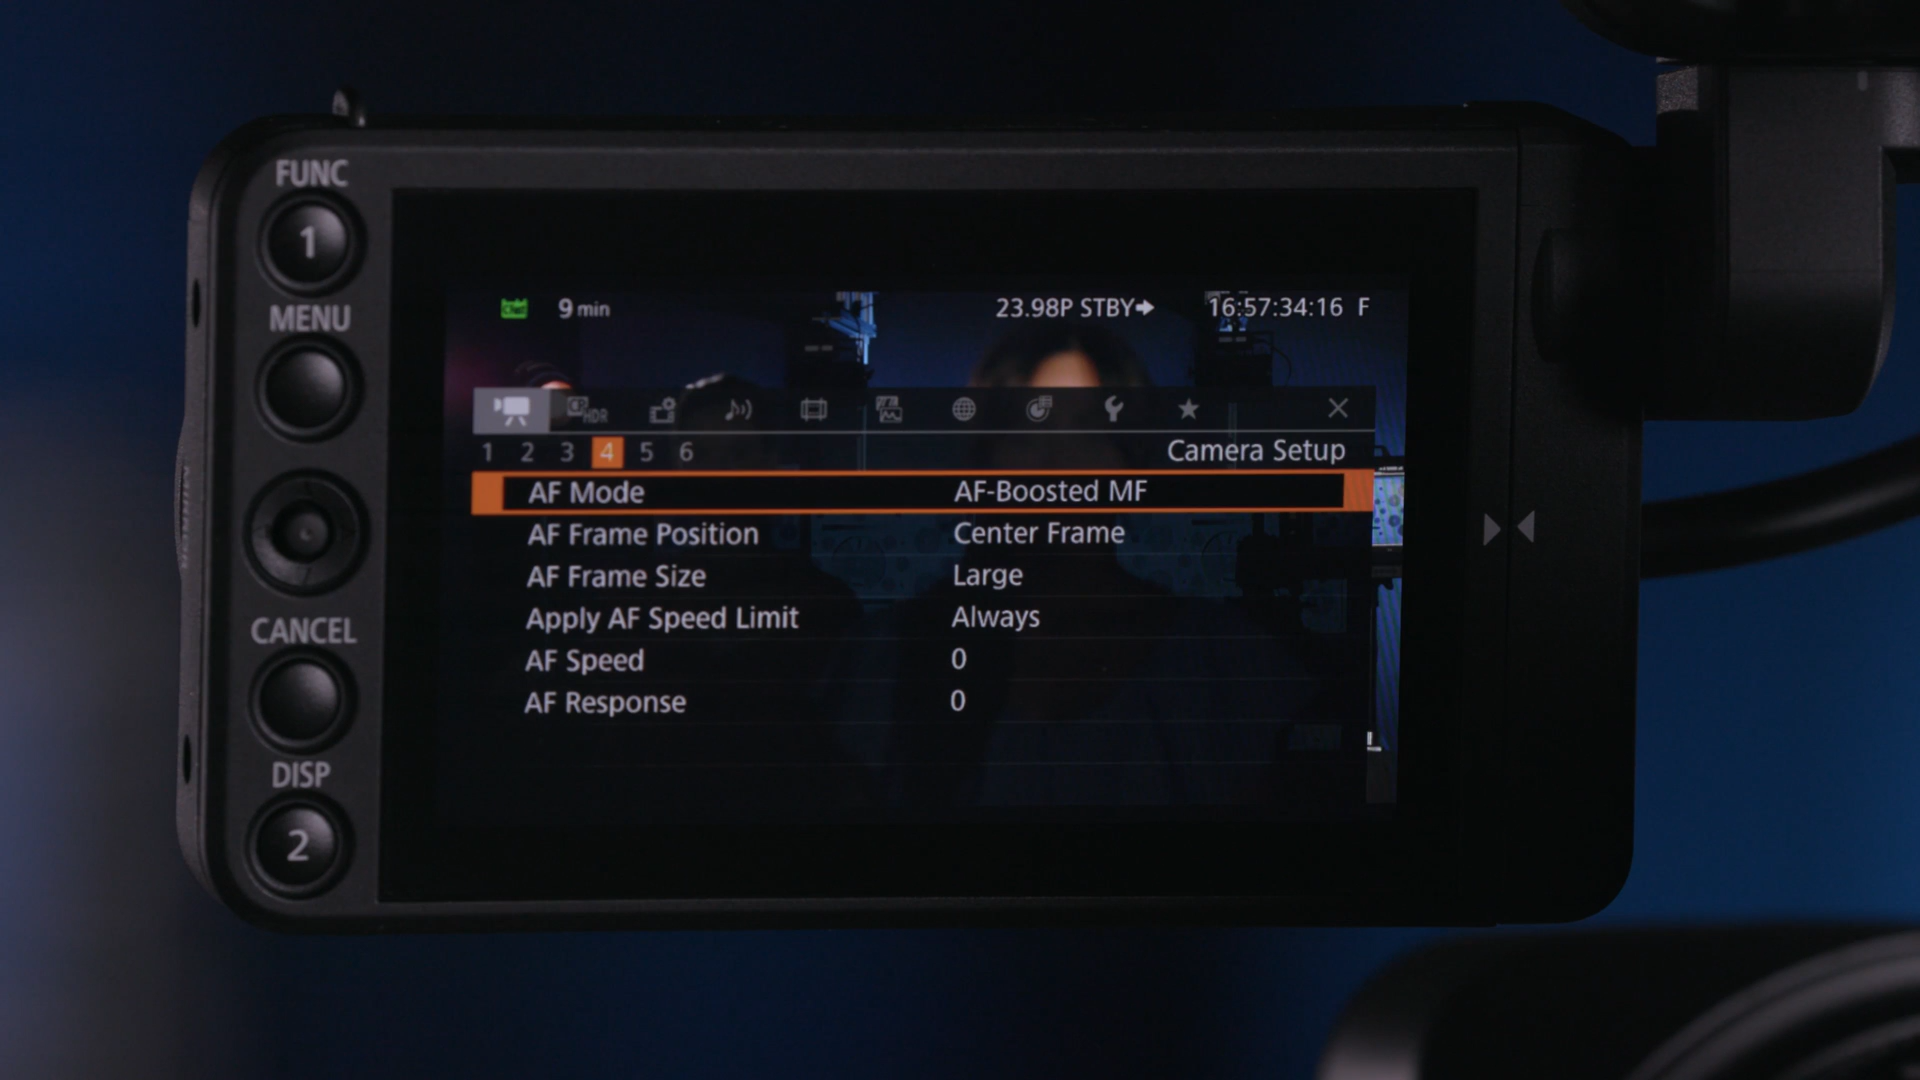 FUNC
1
MENU
CANCEL
DISP
2
9 min 23.98P STBY 16:57:34:16 F
HDR
1 2 3 4 5 6 Camera Setup
AF Mode AF-Boosted MF
AF Frame Position Center Frame
AF Frame Size Large
Apply AF Speed Limit Always
AF Speed 0
AF Response 0